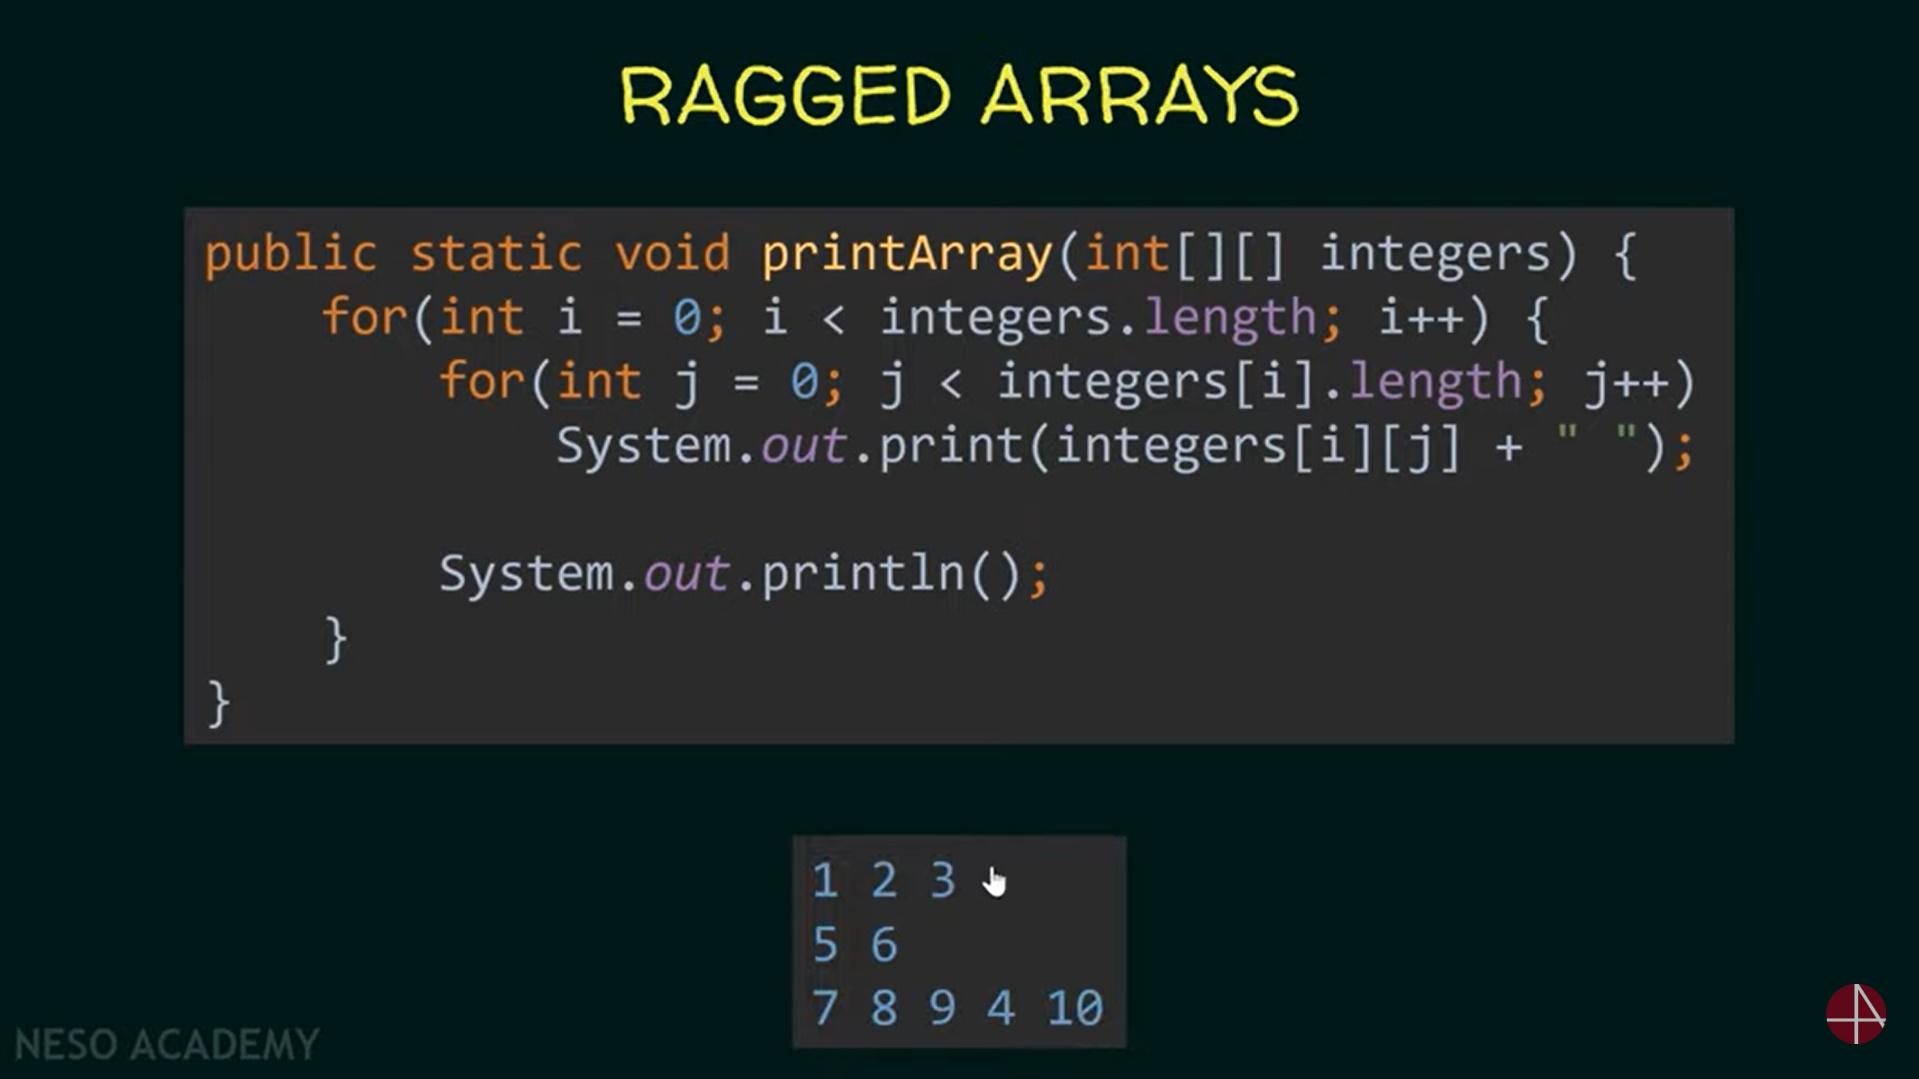 RAGGED ARRAYS
public static void printArray(int[][] integers) {
    for(int i = 0; i < integers.length; i++) {
        for(int j = 0; j < integers[i].length; j++)
            System.out.print(integers[i][j] + " ");
        System.out.println();
    }
}
1 2 3
5 6
7 8 9 4 10
NESO ACADEMY